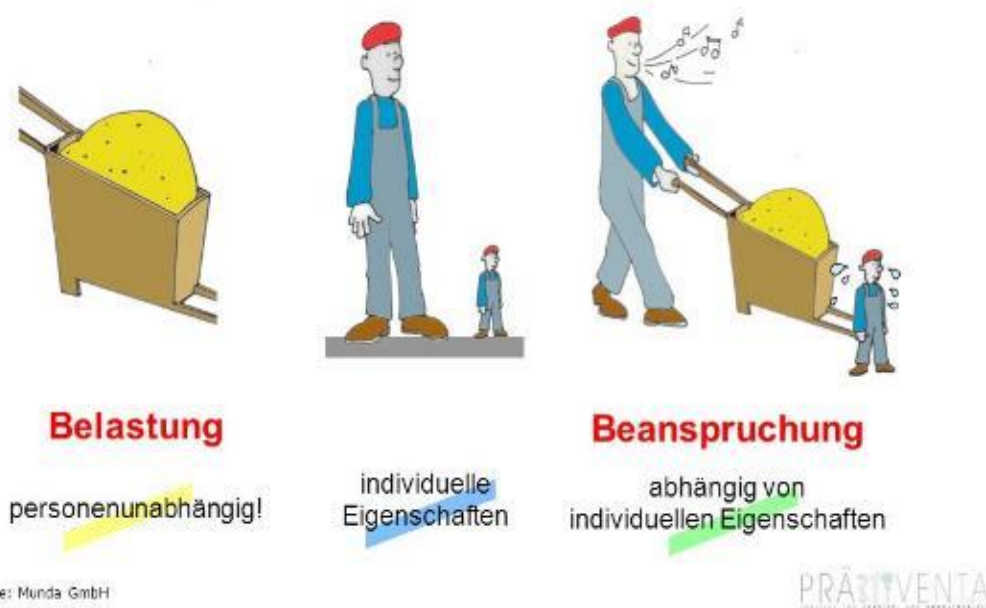 Belastung
Beanspruchung
personenunabhängig!
individuelle
Eigenschaften
abhängig von
individuellen Eigenschaften
e: Munda GmbH
PRÄVENTA